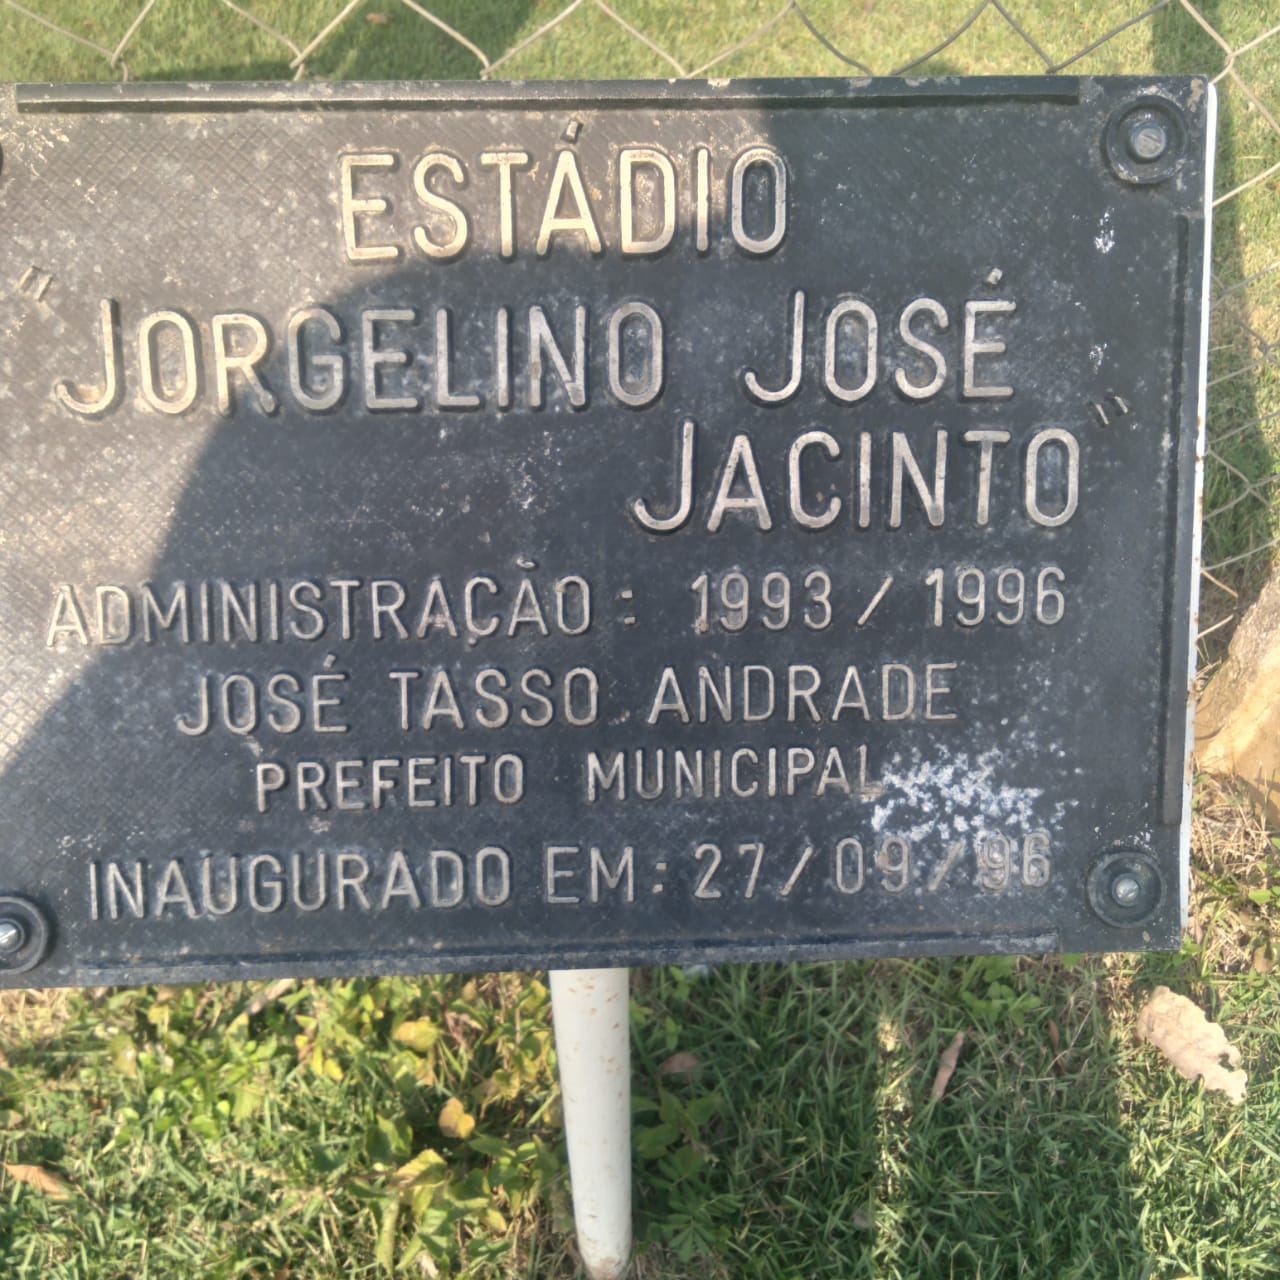 ESTÁDIO
"JORGELINO JOSÉ
JACINTO"
ADMINISTRAÇÃO: 1993/1996
JOSÉ TASSO ANDRADE
PREFEITO MUNICIPAL
INAUGURADO EM: 27/09/96